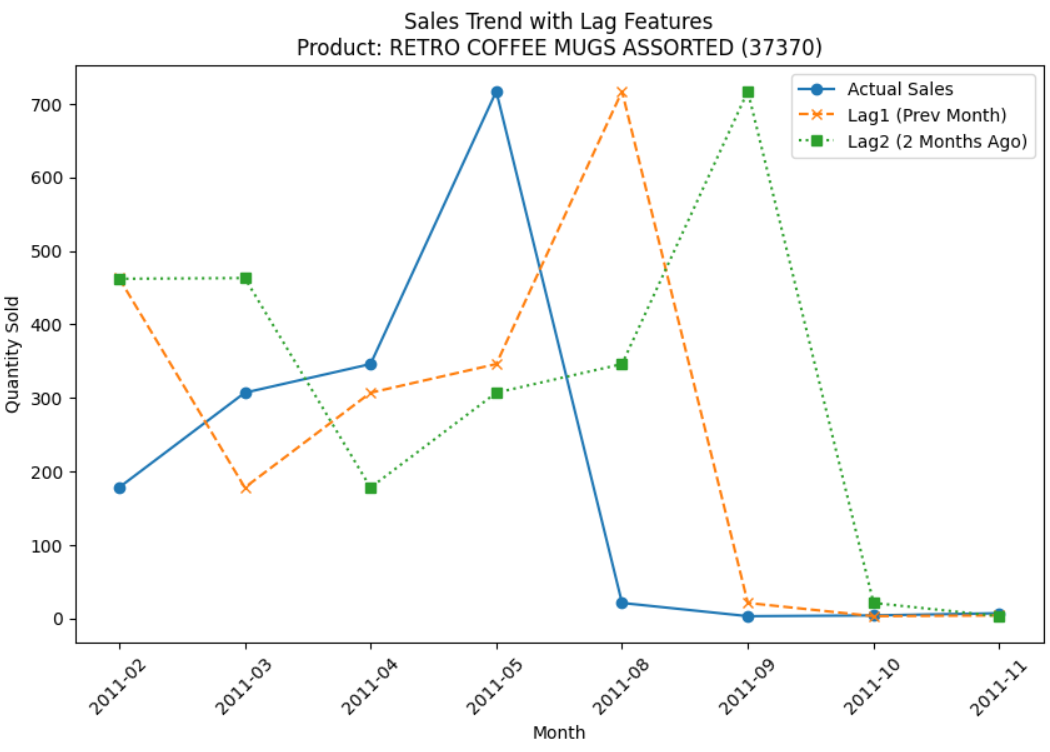 Sales Trend with Lag Features
Product: RETRO COFFEE MUGS ASSORTED (37370)
Actual Sales
Lag1 (Prev Month)
Lag2 (2 Months Ago)
Quantity Sold
700
600
500
400
300
200
100
0
2011-02
2011-03
2011-04
2011-05
2011-08
2011-09
2011-10
2011-11
Month